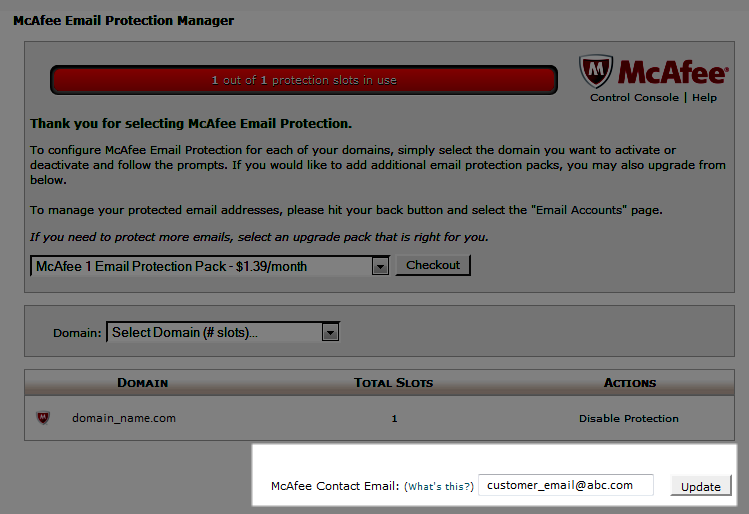 McAfee Email Protection Manager
1 out of 1 protection slots in use
McAfee®
Control Console | Help
Thank you for selecting McAfee Email Protection.
To configure McAfee Email Protection for each of your domains, simply select the domain you want to activate or
deactivate and follow the prompts. If you would like to add additional email protection packs, you may also upgrade from
below.
To manage your protected email addresses, please hit your back button and select the "Email Accounts" page.
If you need to protect more emails, select an upgrade pack that is right for you.
McAfee 1 Email Protection Pack - $1.39/month Checkout
Domain: Select Domain (# slots)...
Domain Total Slots Actions
domain_name.com 1 Disable Protection
McAfee Contact Email: (What's this?) customer_email@abc.com Update